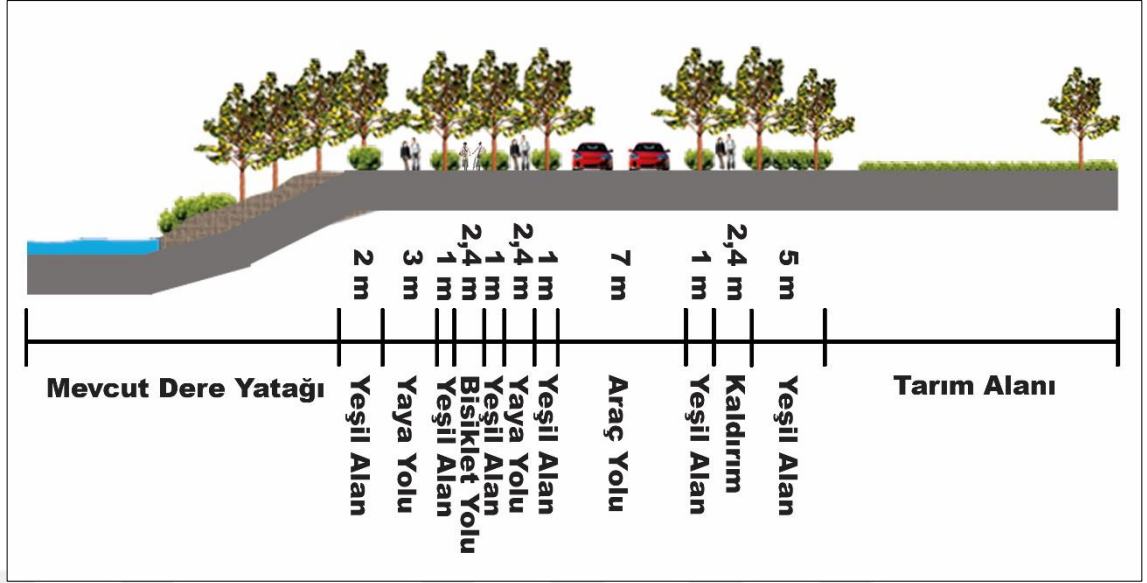 2 m
3 m
1 m
2,4 m
1 m
2,4 m
1 m
7 m
1 m
2,4 m
5 m
Mevcut Dere Yatağı
Yeşil Alan
Yaya Yolu
Yeşil Alan
Bisiklet Yolu
Yeşil Alan
Yaya Yolu
Yeşil Alan
Araç Yolu
Yeşil Alan
Kaldırım
Yeşil Alan
Tarım Alanı